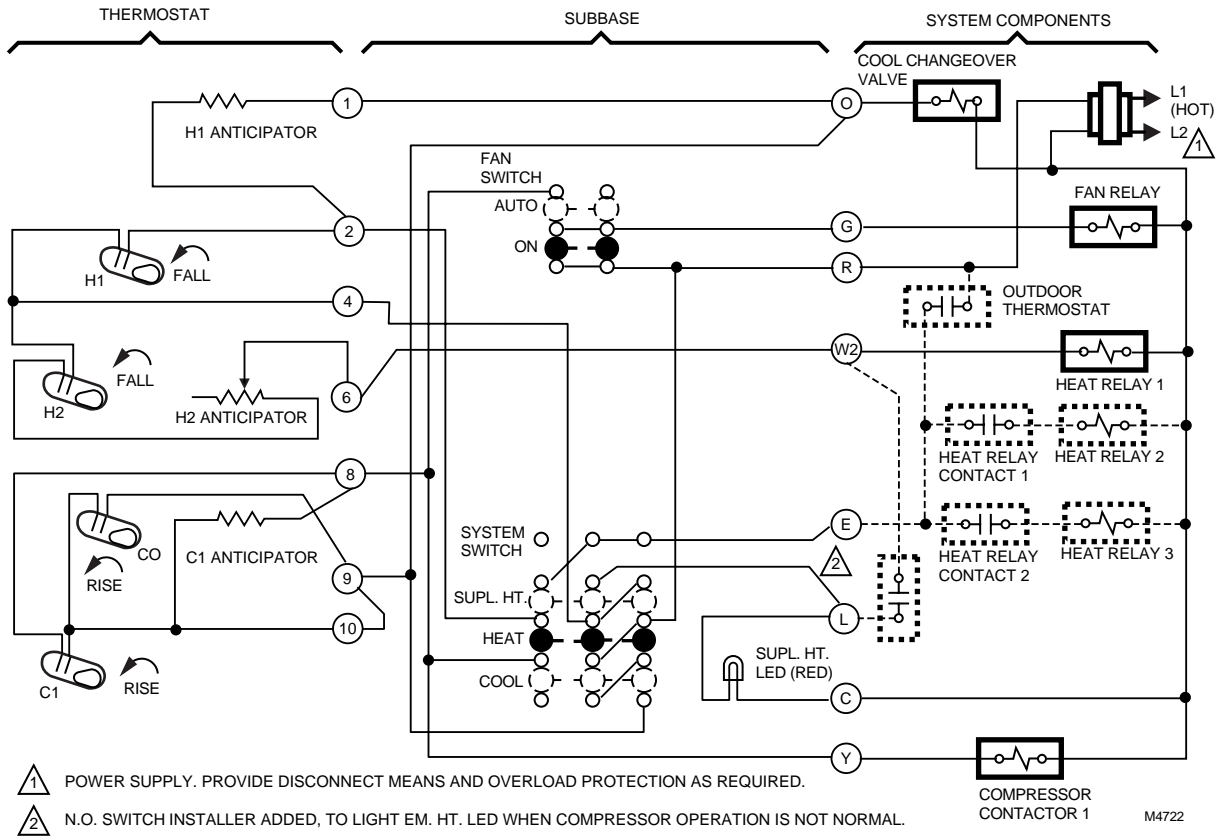 THERMOSTAT
SUBBASE
SYSTEM COMPONENTS
COOL CHANGEOVER
VALVE
L1
(HOT)
L2
1
1
H1 ANTICIPATOR
O
FAN
SWITCH
AUTO
ON
FAN RELAY
2
G
H1
FALL
R
OUTDOOR
THERMOSTAT
4
W2
H2
FALL
6
H2 ANTICIPATOR
HEAT RELAY 1
HEAT RELAY
CONTACT 1
HEAT RELAY 2
8
CO
RISE
C1 ANTICIPATOR
SYSTEM
SWITCH
E
2
HEAT RELAY
CONTACT 2
HEAT RELAY 3
9
SUPL. HT.
10
L
HEAT
C1
RISE
COOL
SUPL. HT.
LED (RED)
C
Y
COMPRESSOR
CONTACTOR 1
1 POWER SUPPLY. PROVIDE DISCONNECT MEANS AND OVERLOAD PROTECTION AS REQUIRED.
2 N.O. SWITCH INSTALLER ADDED, TO LIGHT EM. HT. LED WHEN COMPRESSOR OPERATION IS NOT NORMAL.
M4722